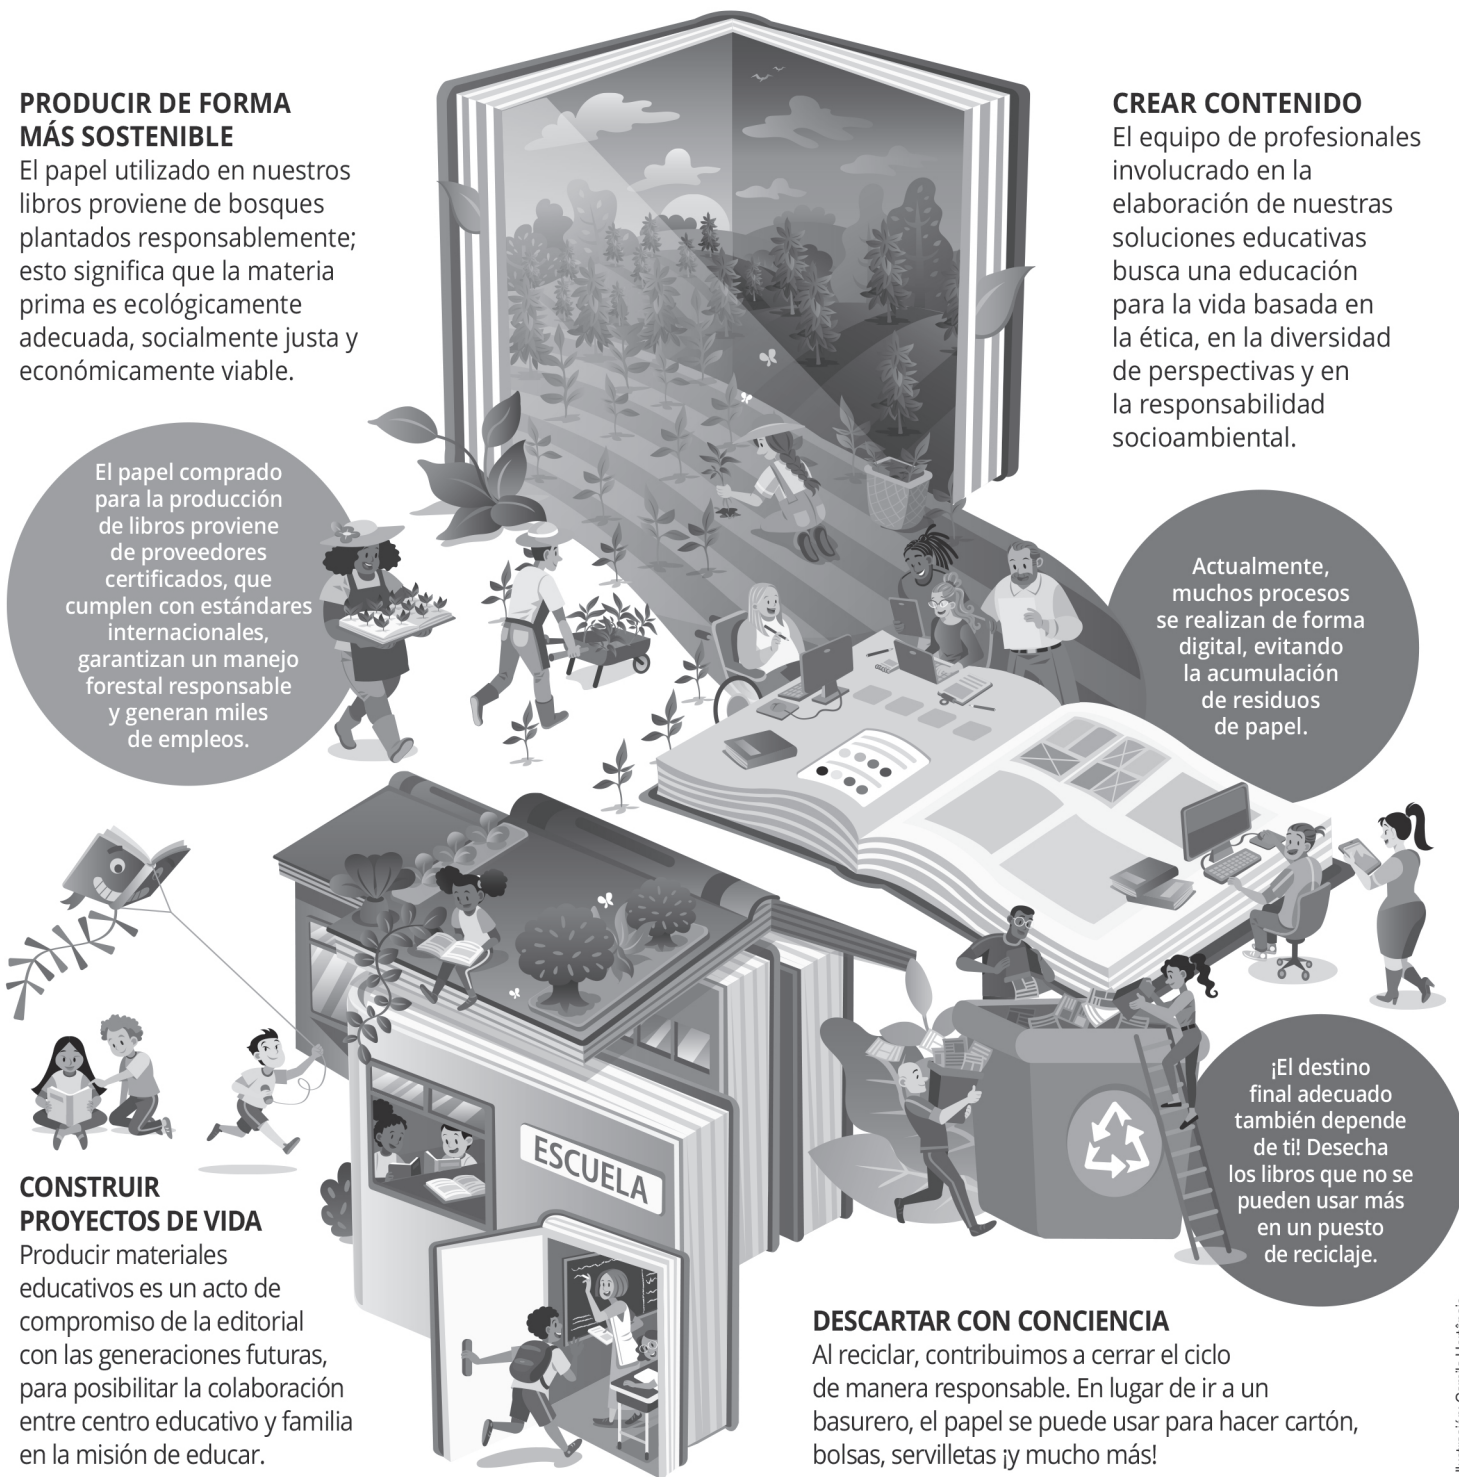 PRODUCIR DE FORMA
MÁS SOSTENIBLE
El papel utilizado en nuestros
libros proviene de bosques
plantados responsablemente;
esto significa que la materia
prima es ecológicamente
adecuada, socialmente justa y
económicamente viable.
El papel comprado
para la producción
de libros proviene
de proveedores
certificados, que
cumplen con estándares
internacionales,
garantizan un manejo
forestal responsable
y generan miles
de empleos.
CREAR CONTENIDO
El equipo de profesionales
involucrado en la
elaboración de nuestras
soluciones educativas
busca una educación
para la vida basada en
la ética, en la diversidad
de perspectivas y en
la responsabilidad
socioambiental.
Actualmente,
muchos procesos
se realizan de forma
digital, evitando
la acumulación
de residuos
de papel.
ESCUELA
CONSTRUIR
PROYECTOS DE VIDA
Producir materiales
educativos es un acto de
compromiso de la editorial
con las generaciones futuras,
para posibilitar la colaboración
entre centro educativo y familia
en la misión de educar.
¡El destino
final adecuado
también depende
de ti! Desecha
los libros que no se
pueden usar más
en un puesto
de reciclaje.
DESCARTAR CON CONCIENCIA
Al reciclar, contribuimos a cerrar el ciclo
de manera responsable. En lugar de ir a un
basurero, el papel se puede usar para hacer cartón,
bolsas, servilletas ¡y mucho más!